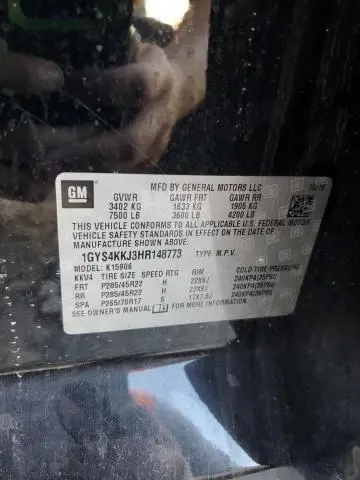 GM
MFD BY GENERAL MOTORS LLC
10/16
GVWR GAWR FRT GAWR RR
3402 KG 1633 KG 1905 KG
7500 LB 3600 LB 4200 LB
THIS VEHICLE CONFORMS TO ALL APPLICABLE U.S. FEDERAL MOTOR
VEHICLE SAFETY STANDARDS IN EFFECT ON THE DATE OF
MANUFACTURE SHOWN ABOVE.
1GYS4KKJ3HR148773 TYPE: M.P.V.
MODEL: K15906
KKV4 TIRE SIZE SPEED RTG RIM COLD TIRE PRESSURE
FRT P285/45R22 H 22X9J 240KPA(35PSI)
RR P285/45R22 H 22X9J 240KPA(35PSI)
SPA P265/70R17 17X7.5J 240KPA(35PSI)
SEE OWNER'S MANUAL